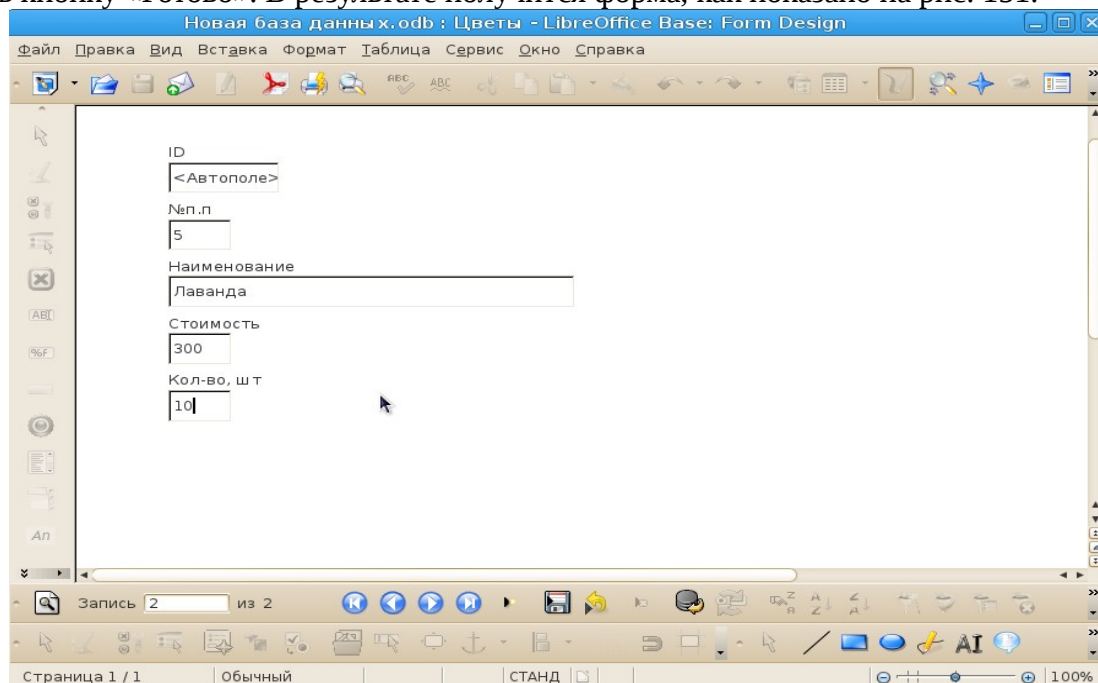 кнопку «Готово». В результате получится форма, как показано на рис. 131.
Новая база данных.odb : Цветы - LibreOffice Base: Form Design
Файл Правка Вид Вставка Формат Таблица Сервис Окно Справка
ABC ABC
ID
<Автополе>
№п.п
5
Наименование
Лаванда
Стоимость
300
Кол-во, шт
10
Запись 2 из 2
Страница 1 / 1 Обычный СТАНД 100%